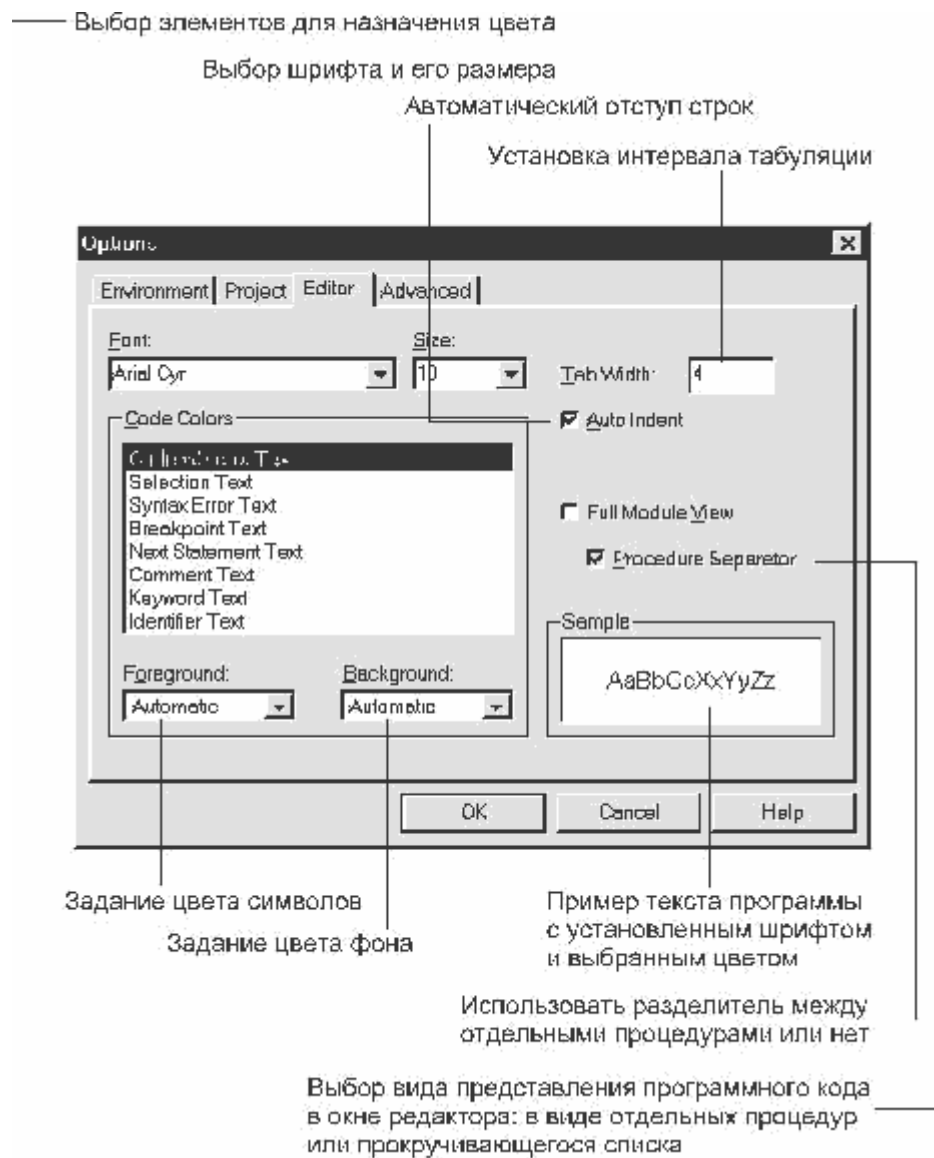 Выбор элементов для назначения цвета
Выбор шрифта и его размера
Автоматический отступ строк
Установка интервала табуляции
Options
Environment Project Editor Advanced
Font: Size:
Arial Cyr 10 Tab Width: 4
Code Colors Auto Indent
Selection Text
Syntax Error Text
Breakpoint Text Full Module View
Next Statement Text
Comment Text Procedure Separator
Keyword Text
Identifier Text Sample
Foreground: Background: AaBbCcXxYyZz
Automatic Automatic
OK Cancel Help
Задание цвета символов
Задание цвета фона
Пример текста программы
с установленным шрифтом
и выбранным цветом
Использовать разделитель между
отдельными процедурами или нет
Выбор вида представления программного кода
в окне редактора: в виде отдельных процедур
или прокручивающегося списка